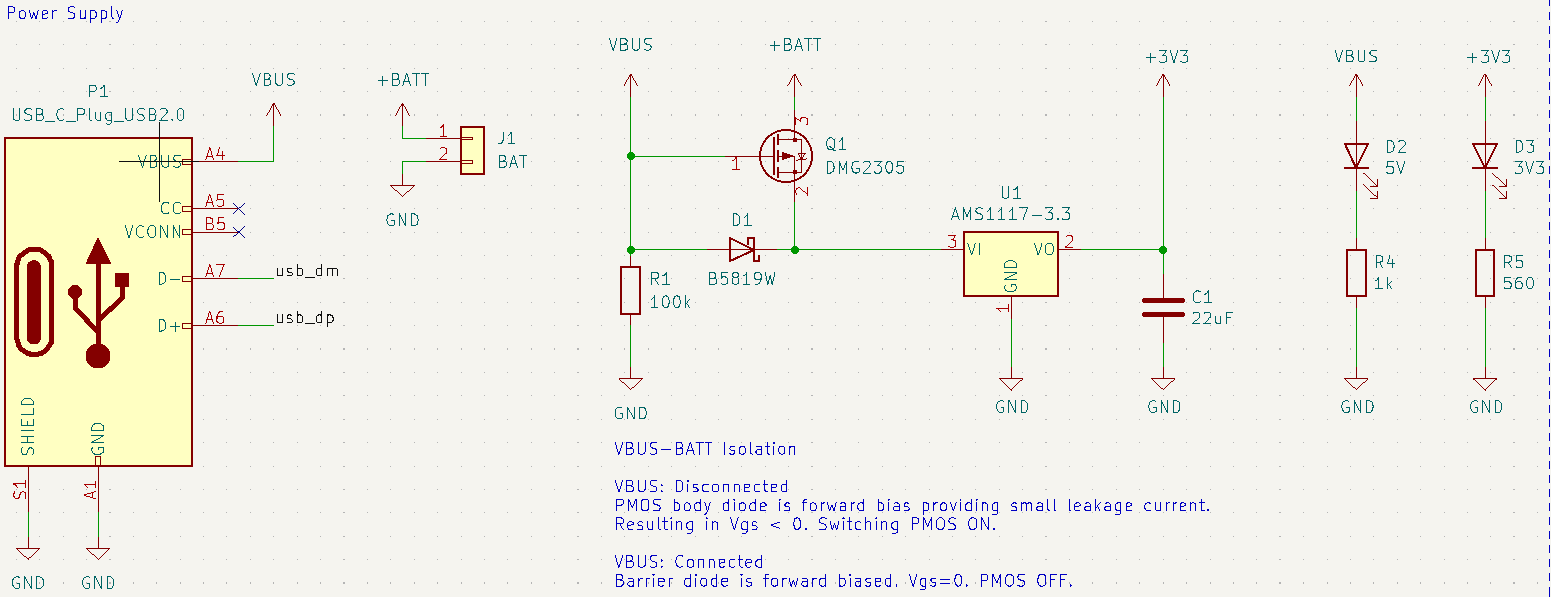 Power Supply
P1
USB_C_Plug_USB2.0
VBUS
VBUS
A4
CC
A5
VCONN
B5
D-
A7
usb_dm
D+
A6
usb_dp
SHIELD
GND
S1
A1
GND
GND
+BATT
1
2
J1
BAT
GND
VBUS
+BATT
3
1
2
Q1
DMG2305
D1
B5819W
R1
100k
GND
U1
AMS1117-3.3
3
VI
VO
2
GND
1
GND
+3V3
C1
22uF
GND
VBUS
D2
5V
R4
1k
GND
+3V3
D3
3V3
R5
560
GND
VBUS-BATT Isolation
VBUS: Disconnected
PMOS body diode is forward bias providing small leakage current.
Resulting in Vgs < 0. Switching PMOS ON.
VBUS: Connected
Barrier diode is forward biased. Vgs=0. PMOS OFF.